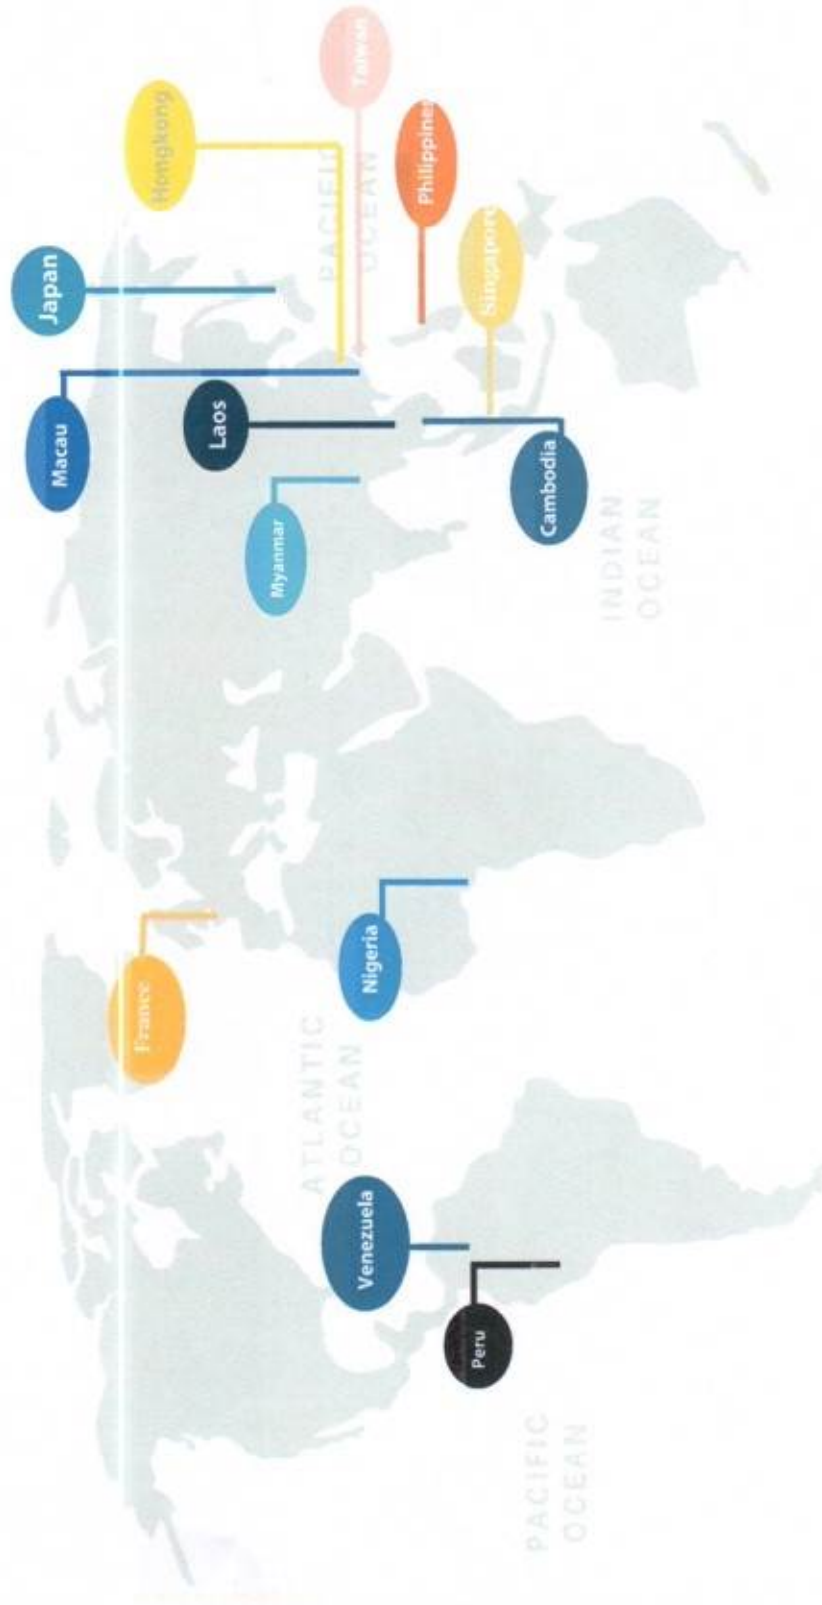 Hongkong
Taiwan
Japan
PACIFIC
OCEAN
Philippines
Macau
Laos
Singapore
Myanmar
Cambodia
INDIAN
OCEAN
France
Nigeria
ATLANTIC
OCEAN
Venezuela
Peru
PACIFIC
OCEAN